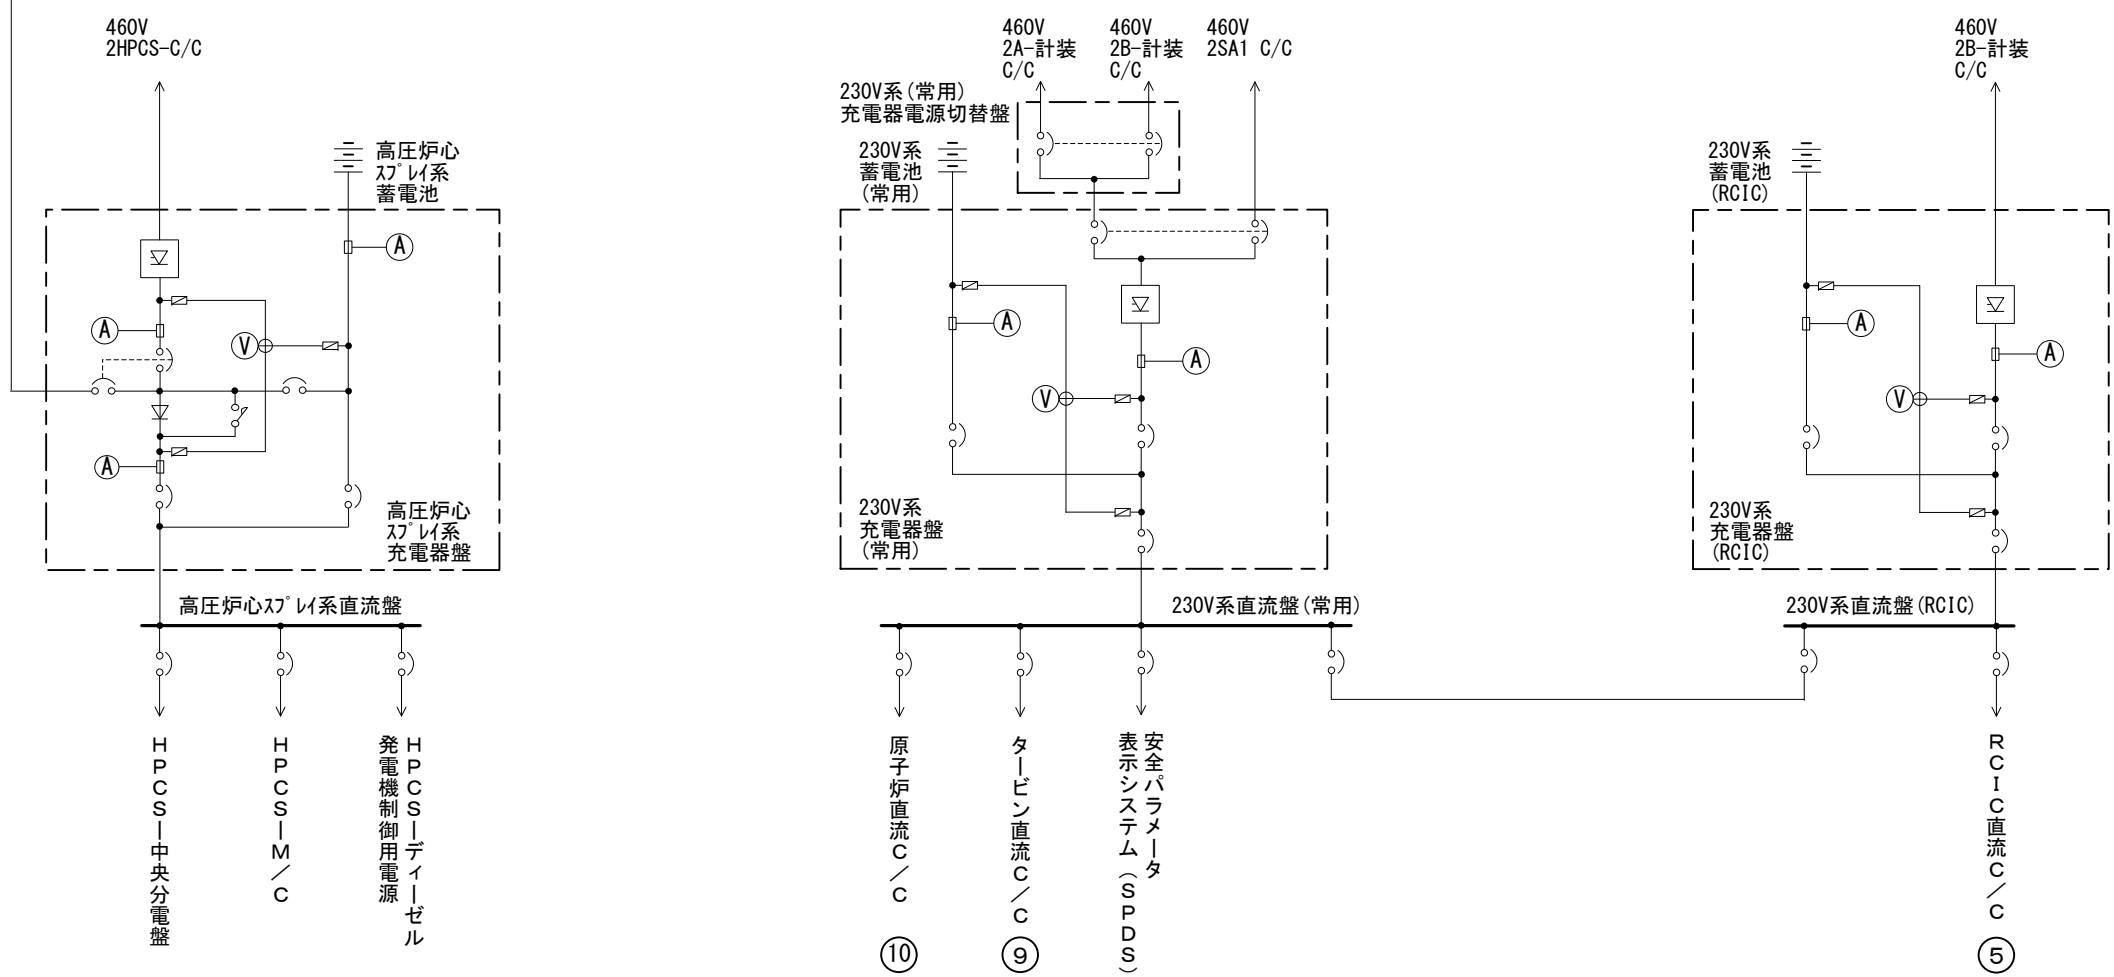 460V
2HPCS-C/C
高圧炉心
スプレイ系
蓄電池
A
A
V
A
高圧炉心
スプレイ系
充電器盤
高圧炉心スプレイ系直流盤
HPCS―中央分電盤
HPCS―M/C
HPCS―ディーゼル
発電機制御用電源
460V
2A-計装
C/C
460V
2B-計装
C/C
460V
2SA1 C/C
230V系(常用)
充電器電源切替盤
230V系
蓄電池
(常用)
A
A
V
230V系
充電器盤
(常用)
230V系直流盤(常用)
原子炉直流C/C
⑩
タービン直流C/C
⑨
安全パラメータ
表示システム(SPDS)
460V
2B-計装
C/C
230V系
蓄電池
(RCIC)
A
A
V
230V系
充電器盤
(RCIC)
230V系直流盤(RCIC)
RCIC直流C/C
⑤